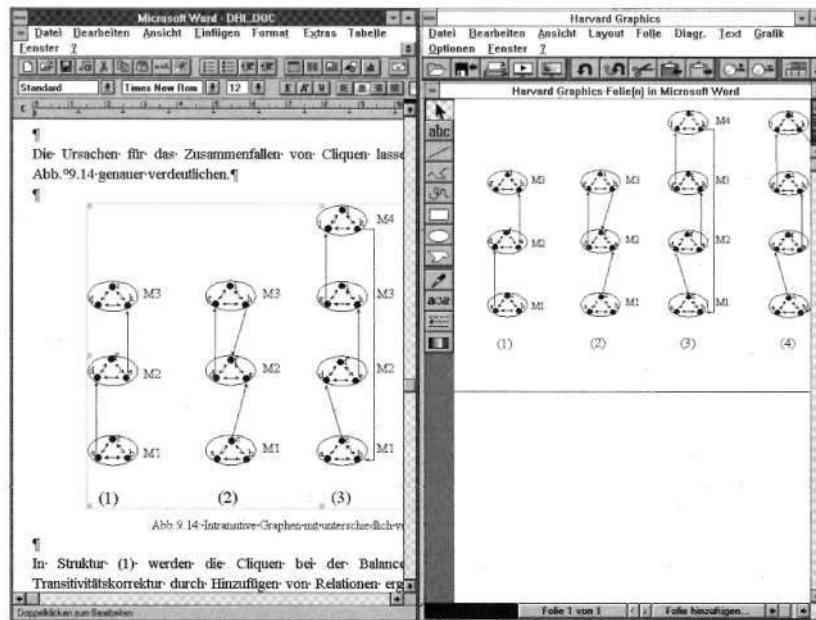 Microsoft Word - DHI_DOC
Datei Bearbeiten Ansicht Einfügen Format Extras Tabelle
Fenster ?
Standard Times New Rom 12 F K U
¶
Die Ursachen für das Zusammenfallen von Cliquen lasse
Abb.º9.14 genauer verdeutlichen.¶
¶
M4
M3 M3 M3
M2 M2 M2
M1 M1 M1
(1) (2) (3)
Abb. 9.14 Intransitive Graphen mit unterschiedlich ve
¶
In Struktur (1) werden die Cliquen bei der Balance
Transitivitätskorrektur durch Hinzufügen von Relationen erg
Doppelklicken zum Bearbeiten
Harvard Graphics
Datei Bearbeiten Ansicht Layout Folie Diagr. Text Grafik
Optionen Fenster ?
Harvard Graphics-Folie(n) in Microsoft Word
abc
M4
M3 M3 M3
M2 M2 M2
M1 M1 M1
(1) (2) (3) (4)
Folie 1 von 1 Folie hinzufügen...